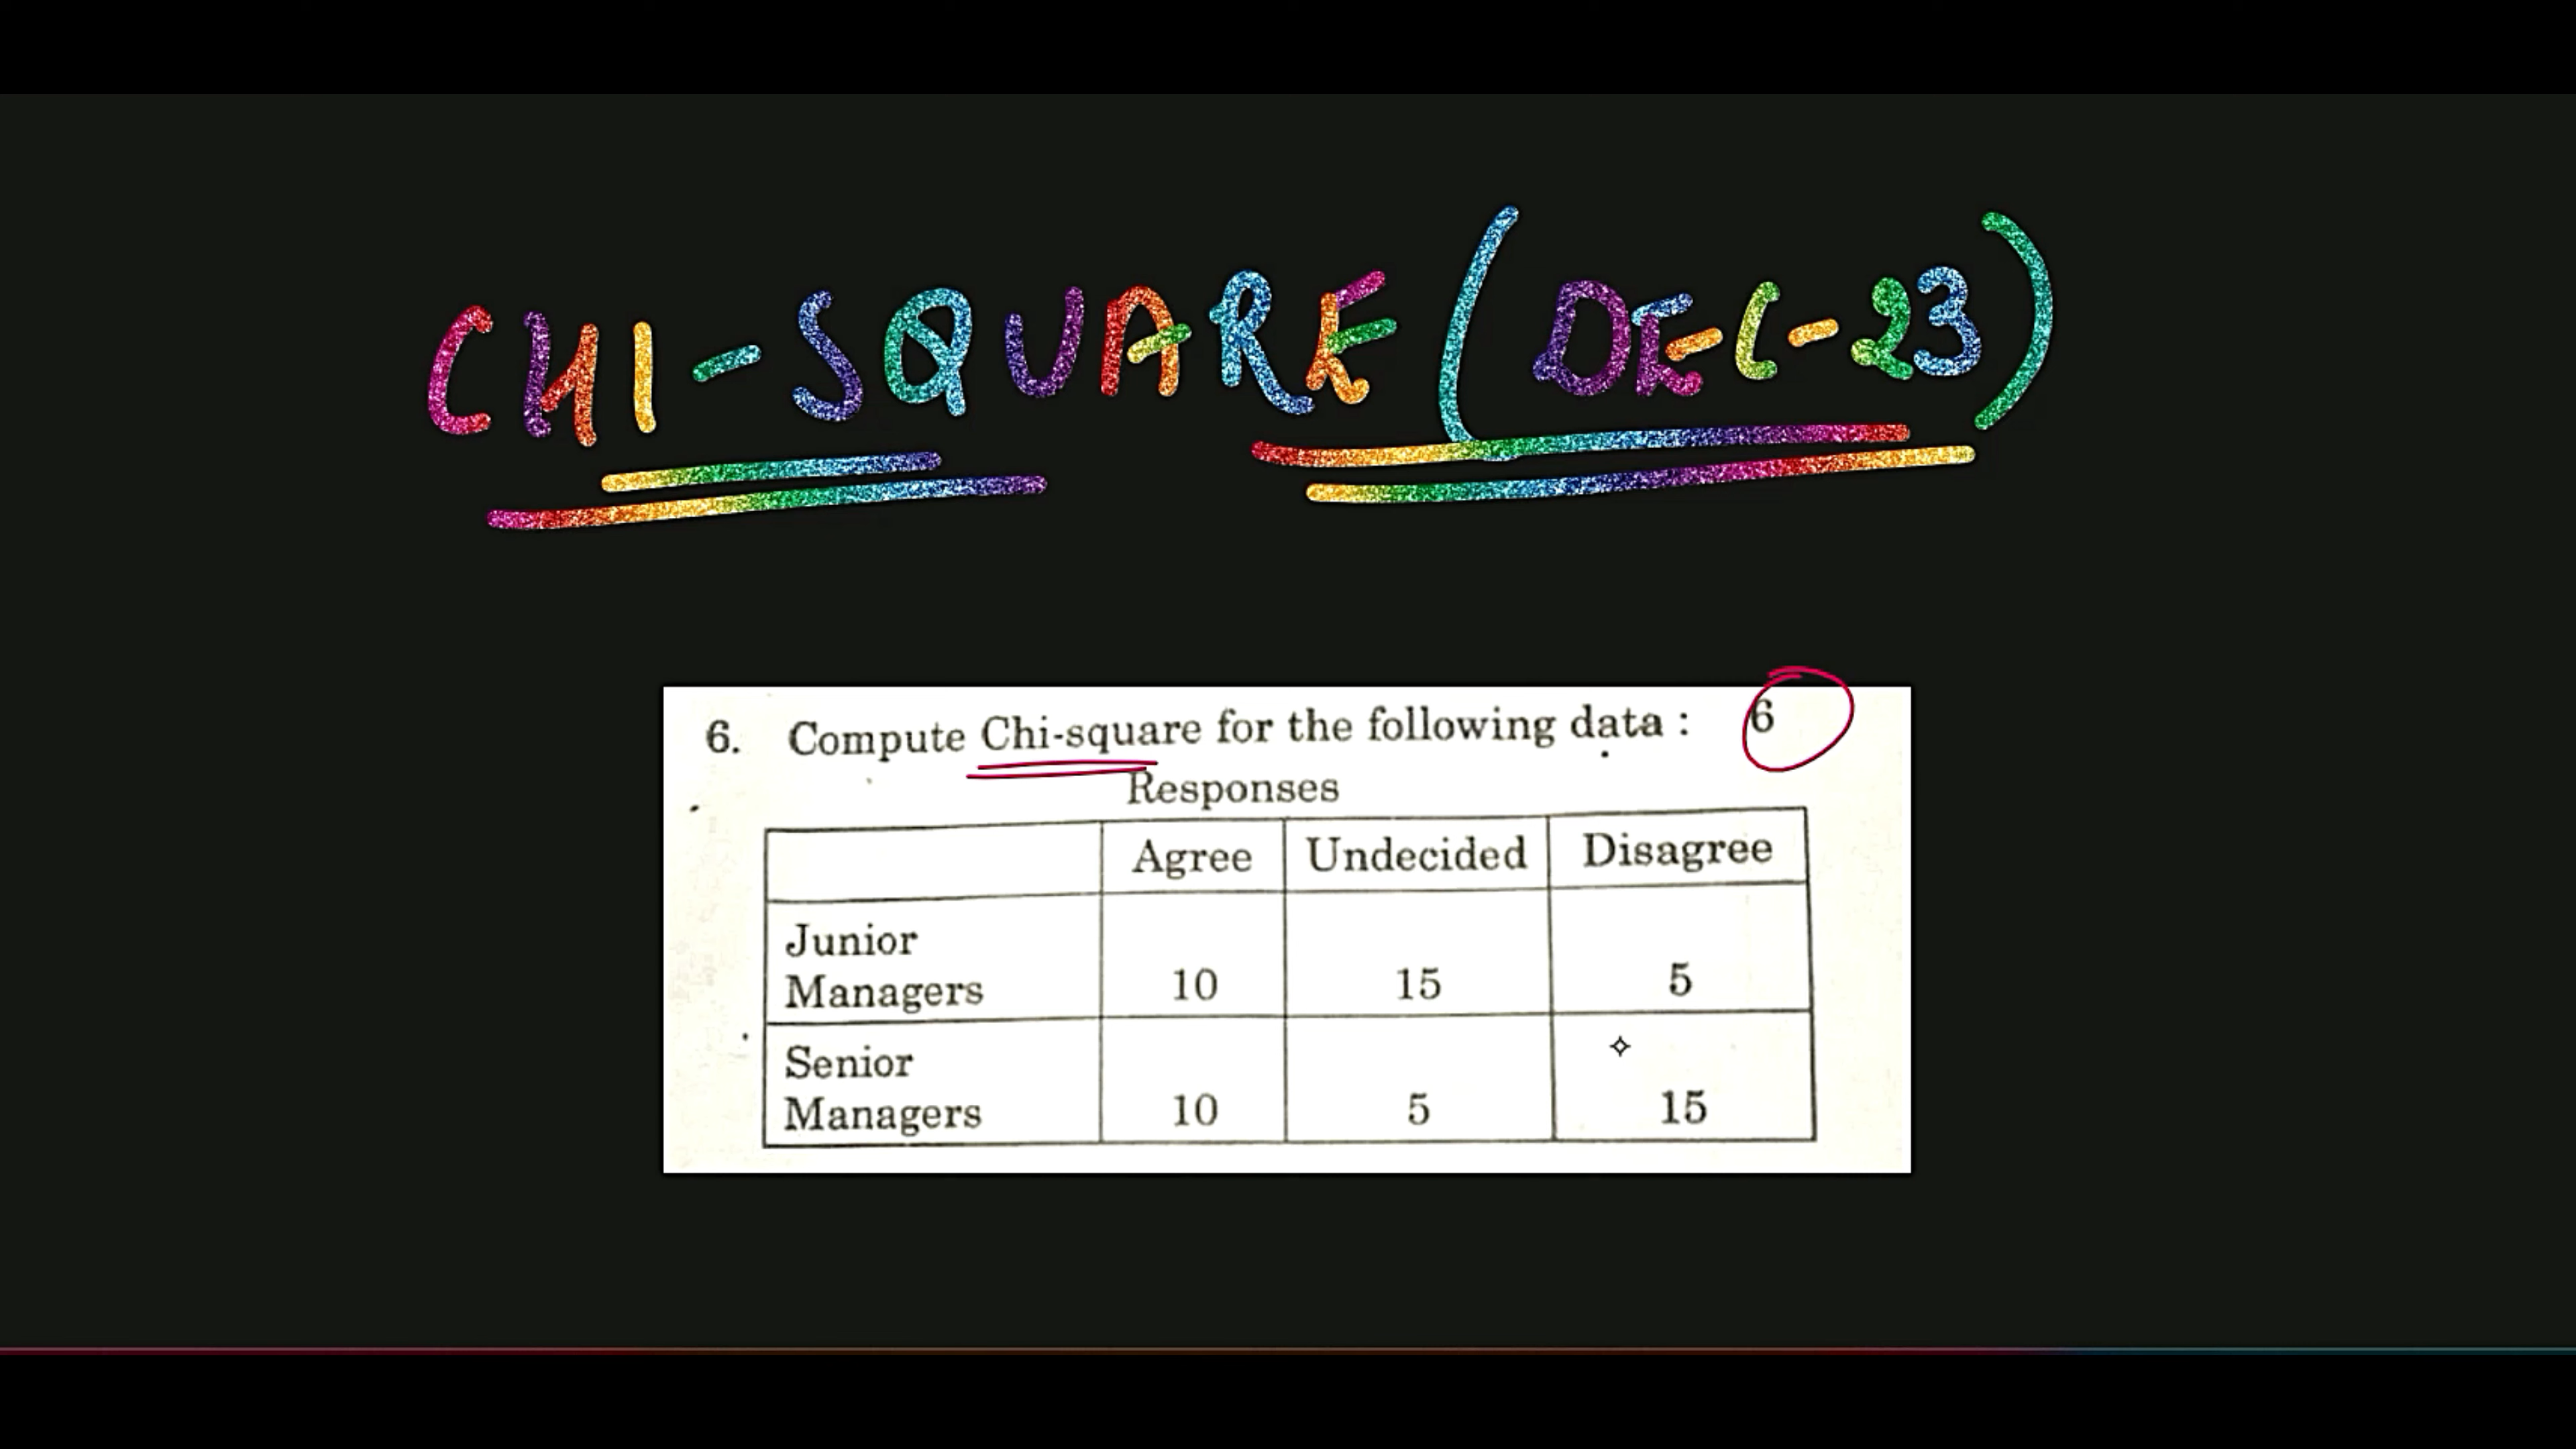 CHI-SQUARE (DEC-23)
6. Compute Chi-square for the following data : 6
Responses
Agree Undecided Disagree
Junior
Managers 10 15 5
Senior
Managers 10 5 15